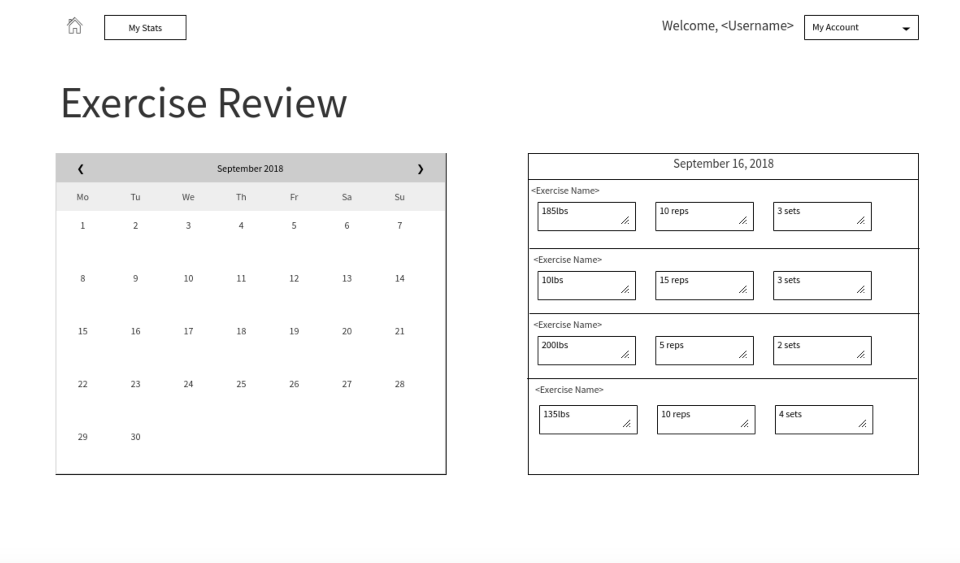 My Stats
Welcome, <Username>
My Account
Exercise Review
September 2018
Mo Tu We Th Fr Sa Su
1 2 3 4 5 6 7
8 9 10 11 12 13 14
15 16 17 18 19 20 21
22 23 24 25 26 27 28
29 30
September 16, 2018
<Exercise Name>
185lbs 10 reps 3 sets
<Exercise Name>
10lbs 15 reps 3 sets
<Exercise Name>
200lbs 5 reps 2 sets
<Exercise Name>
135lbs 10 reps 4 sets